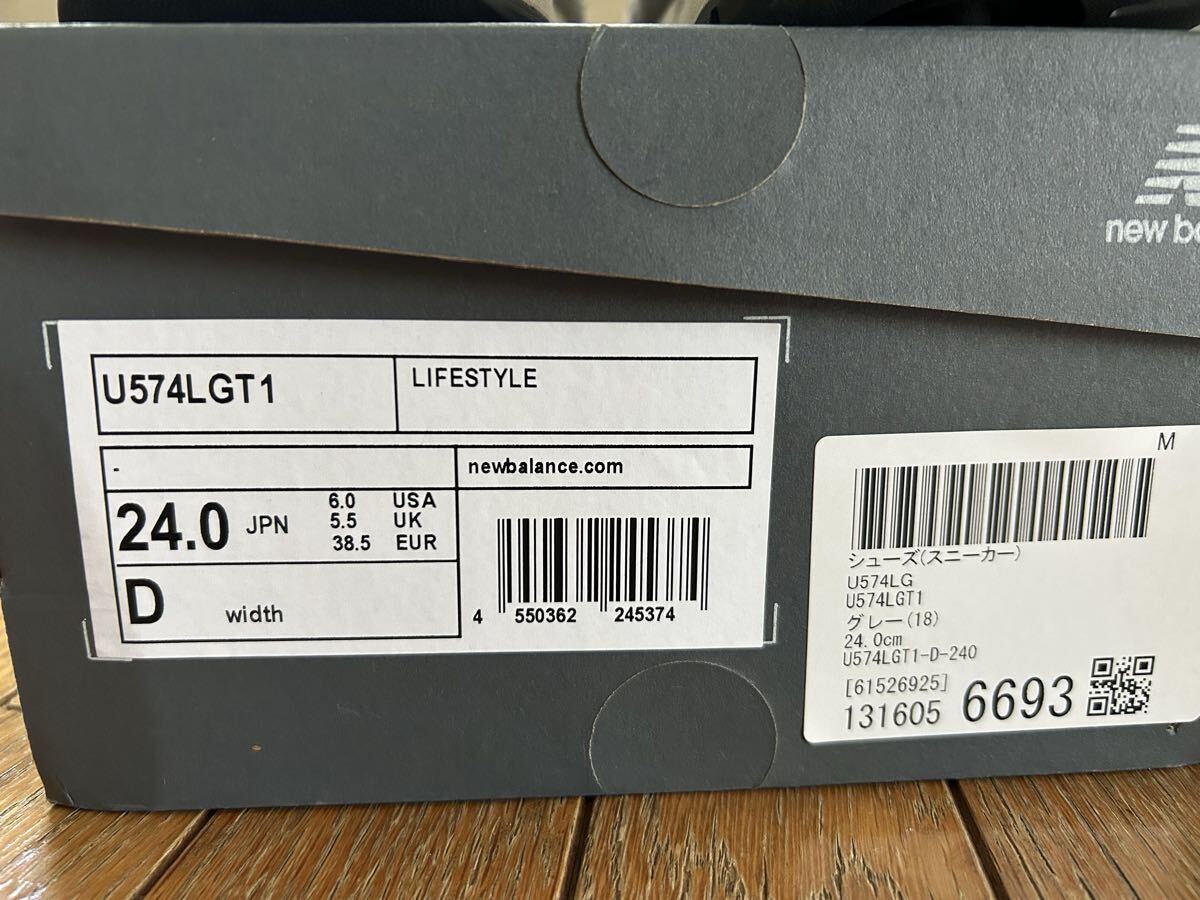 new ba
U574LGT1
LIFESTYLE
-
newbalance.com
24.0 JPN
6.0 USA
5.5 UK
38.5 EUR
D width
4 550362 245374
M
シューズ(スニーカー)
U574LG
U574LGT1
グレー(18)
24.0cm
U574LGT1-D-240
[61526925]
131605 6693